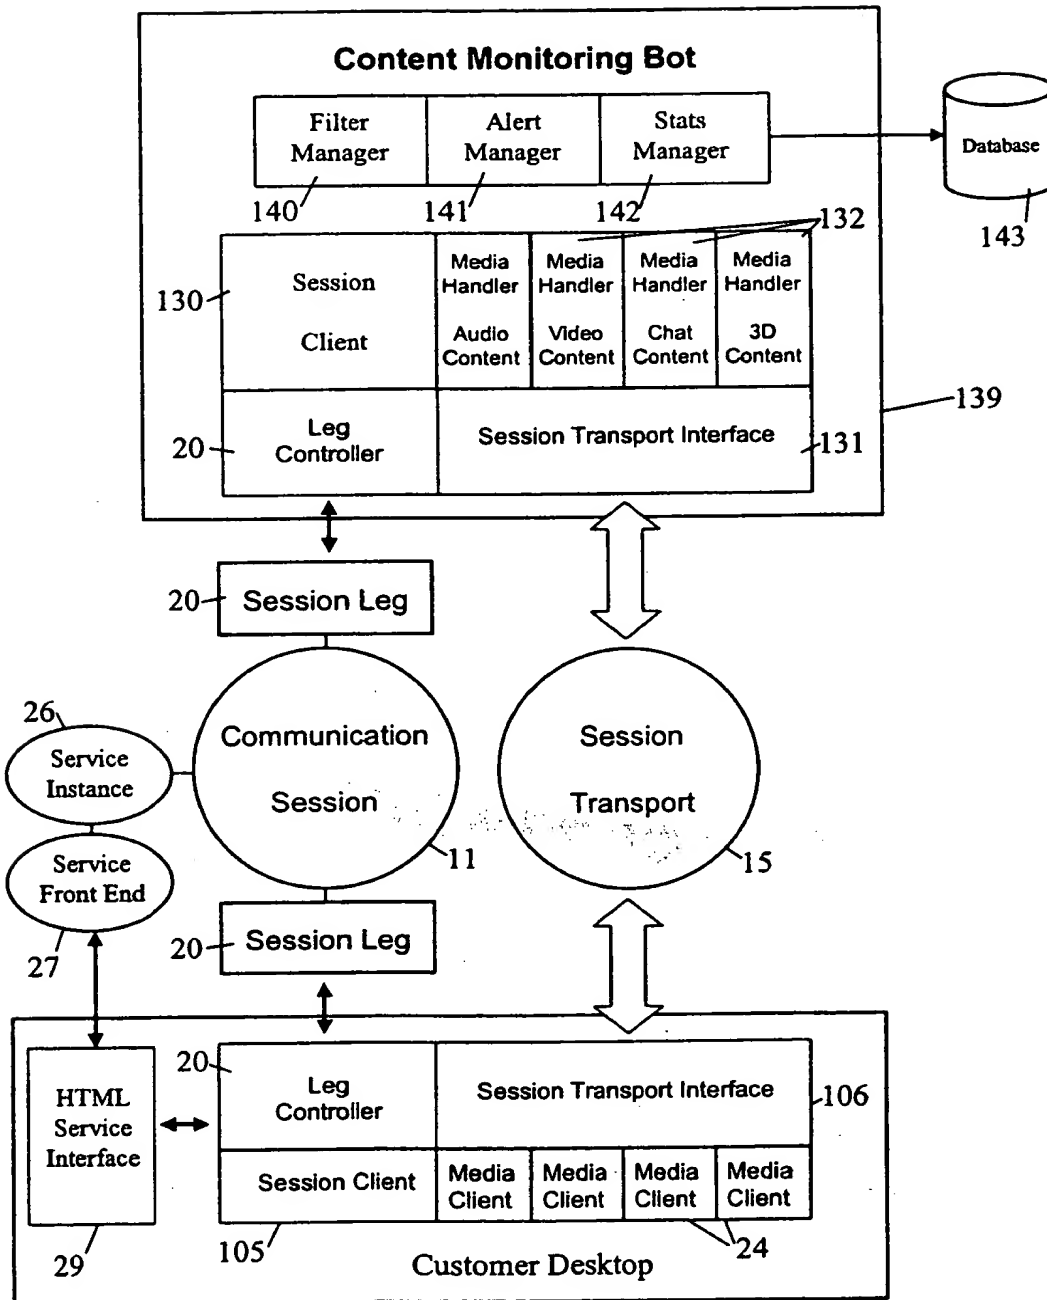 Content Monitoring Bot
Filter
Manager
Alert
Manager
Stats
Manager
Database
140
141
142
143
132
130
Session
Client
Media
Handler
Audio
Content
Media
Handler
Video
Content
Media
Handler
Chat
Content
Media
Handler
3D
Content
139
20
Leg
Controller
Session Transport Interface
131
20
Session Leg
26
Service
Instance
Communication
Session
Session
Transport
11
15
Service
Front End
27
20
Session Leg
HTML
Service
Interface
20
Leg
Controller
Session Transport Interface
106
Session Client
Media
Client
Media
Client
Media
Client
Media
Client
29
105
24
Customer Desktop